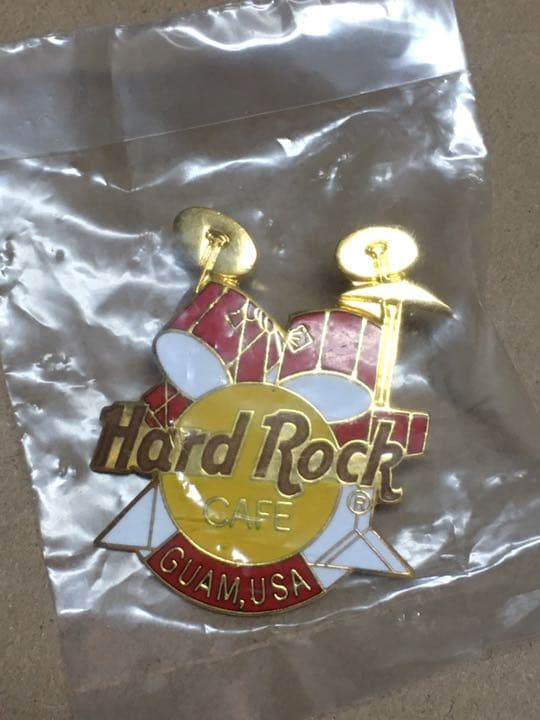 Hard Rock
CAFE
®
GUAM, USA